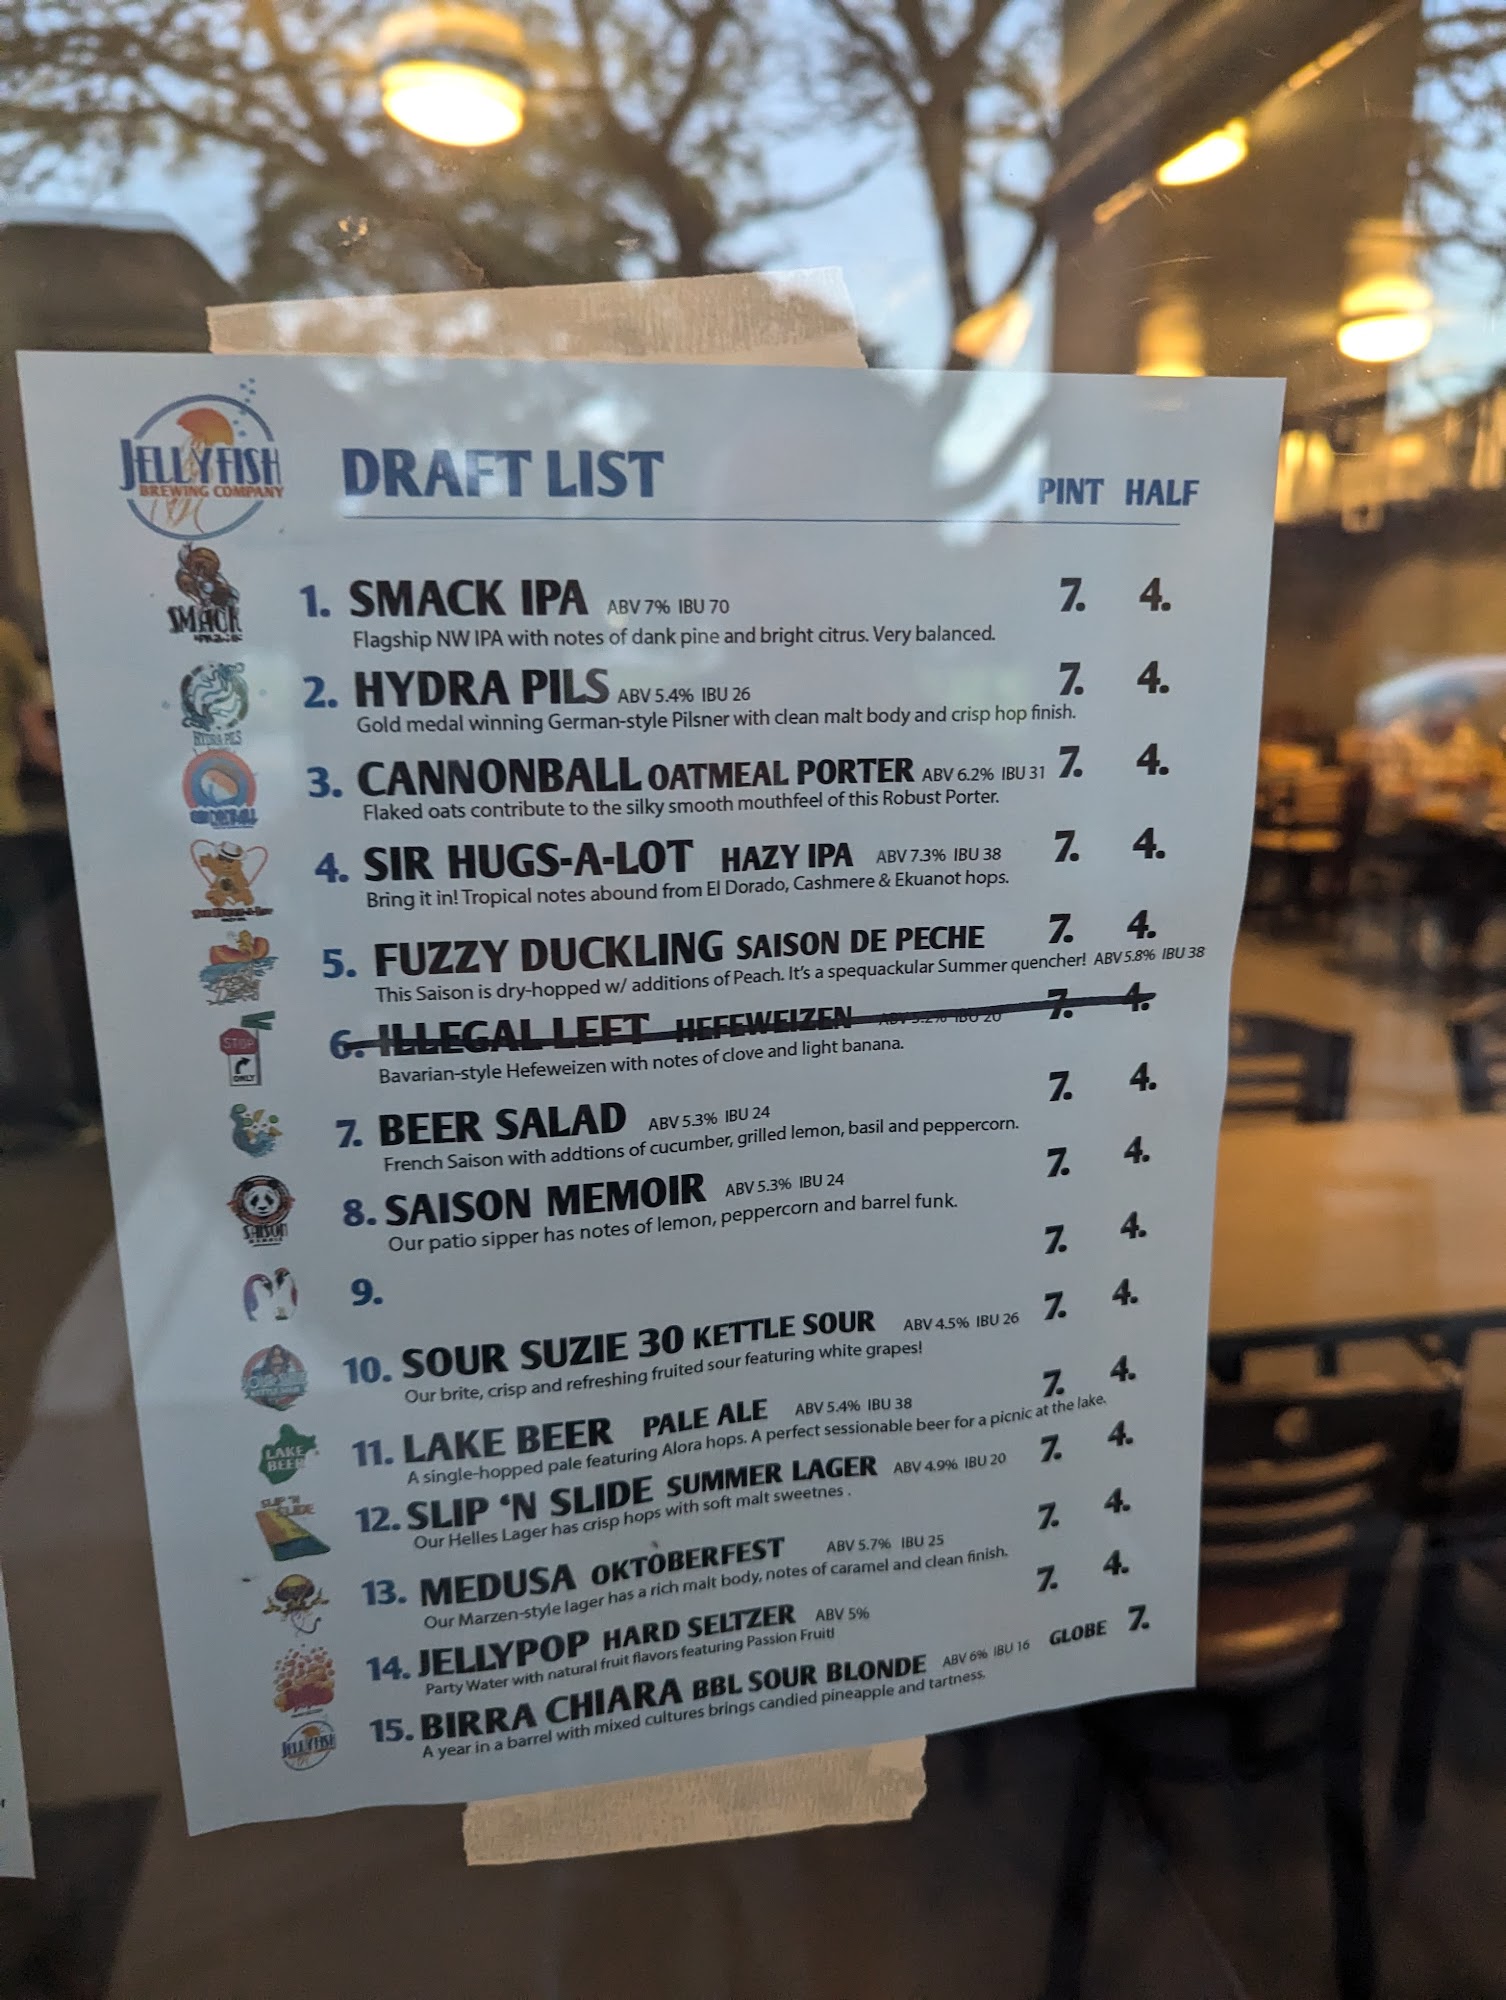 JELLYFISH
BREWING COMPANY
DRAFT LIST
PINT HALF
SMACK
1. SMACK IPA ABV 7% IBU 70 7. 4.
Flagship NW IPA with notes of dank pine and bright citrus. Very balanced.
HYDRA PILS
2. HYDRA PILS ABV 5.4% IBU 26 7. 4.
Gold medal winning German-style Pilsner with clean malt body and crisp hop finish.
3. CANNONBALL OATMEAL PORTER ABV 6.2% IBU 31 7. 4.
Flaked oats contribute to the silky smooth mouthfeel of this Robust Porter.
4. SIR HUGS-A-LOT HAZY IPA ABV 7.3% IBU 38 7. 4.
Bring it in! Tropical notes abound from El Dorado, Cashmere & Ekuanot hops.
5. FUZZY DUCKLING SAISON DE PECHE 7. 4.
This Saison is dry-hopped w/ additions of Peach. It's a spequackular Summer quencher! ABV 5.8% IBU 38
STOP
ONLY
6. ILLEGAL LEFT HEFEWEIZEN ABV 5.2% IBU 20 7. 4.
Bavarian-style Hefeweizen with notes of clove and light banana.
7. BEER SALAD ABV 5.3% IBU 24 7. 4.
French Saison with addtions of cucumber, grilled lemon, basil and peppercorn.
SAISON
8. SAISON MEMOIR ABV 5.3% IBU 24 7. 4.
Our patio sipper has notes of lemon, peppercorn and barrel funk.
9. 7. 4.
10. SOUR SUZIE 30 KETTLE SOUR ABV 4.5% IBU 26 7. 4.
Our brite, crisp and refreshing fruited sour featuring white grapes!
LAKE
BEER
11. LAKE BEER PALE ALE ABV 5.4% IBU 38 7. 4.
A single-hopped pale featuring Alora hops. A perfect sessionable beer for a picnic at the lake.
SLIP 'N
SLIDE
12. SLIP 'N SLIDE SUMMER LAGER ABV 4.9% IBU 20 7. 4.
Our Helles Lager has crisp hops with soft malt sweetnes .
13. MEDUSA OKTOBERFEST ABV 5.7% IBU 25 7. 4.
Our Marzen-style lager has a rich malt body, notes of caramel and clean finish.
14. JELLYPOP HARD SELTZER ABV 5% 7. 4.
Party Water with natural fruit flavors featuring Passion Fruit!
JELLYFISH
15. BIRRA CHIARA BBL SOUR BLONDE ABV 6% IBU 16 GLOBE 7.
A year in a barrel with mixed cultures brings candied pineapple and tartness.